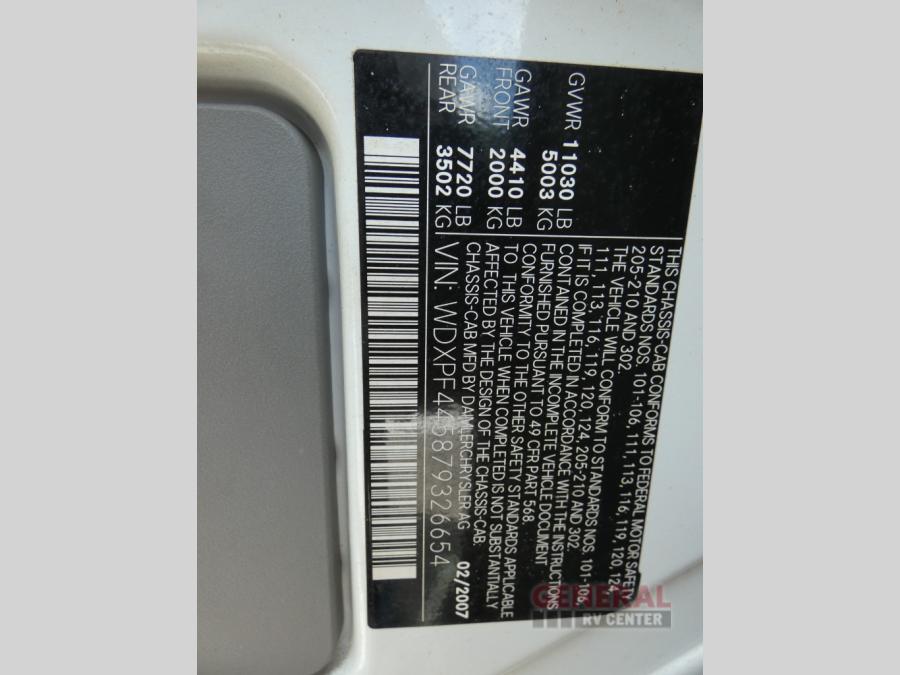 THIS CHASSIS-CAB CONFORMS TO FEDERAL MOTOR SAFETY
STANDARDS NOS. 101-106, 111, 113, 116, 119, 120, 124,
205-210 AND 302.
THE VEHICLE WILL CONFORM TO STANDARDS NOS. 101-106,
111, 113, 116, 119, 120, 124, 205-210 AND 302.
IF IT IS COMPLETED IN ACCORDANCE WITH THE INSTRUCTIONS
CONTAINED IN THE INCOMPLETE VEHICLE DOCUMENT
FURNISHED PURSUANT TO 49 CFR PART 568.
CONFORMITY TO THE OTHER SAFETY STANDARDS APPLICABLE
TO THIS VEHICLE WHEN COMPLETED IS NOT SUBSTANTIALLY
AFFECTED BY THE DESIGN OF THE CHASSIS-CAB.
CHASSIS-CAB MFD BY DAIMLERCHRYSLER AG 02/2007
GVWR 11030 LB
5003 KG
GAWR 4410 LB
FRONT 2000 KG
GAWR 7720 LB
REAR 3502 KG
VIN: WDXPF445879326654
GENERAL
RV CENTER